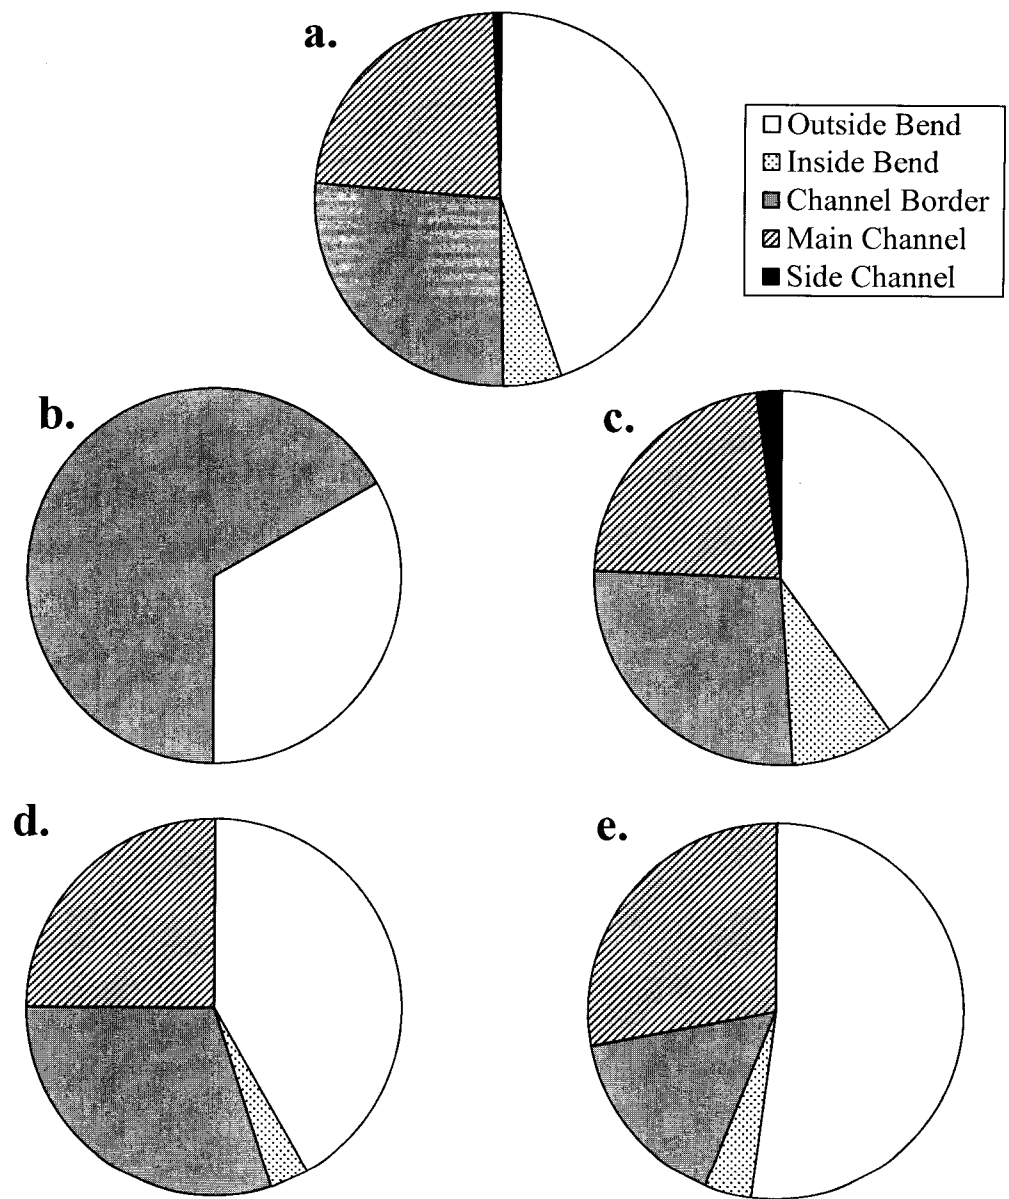 a.
Outside Bend
Inside Bend
Channel Border
Main Channel
Side Channel
b.
c.
d.
e.